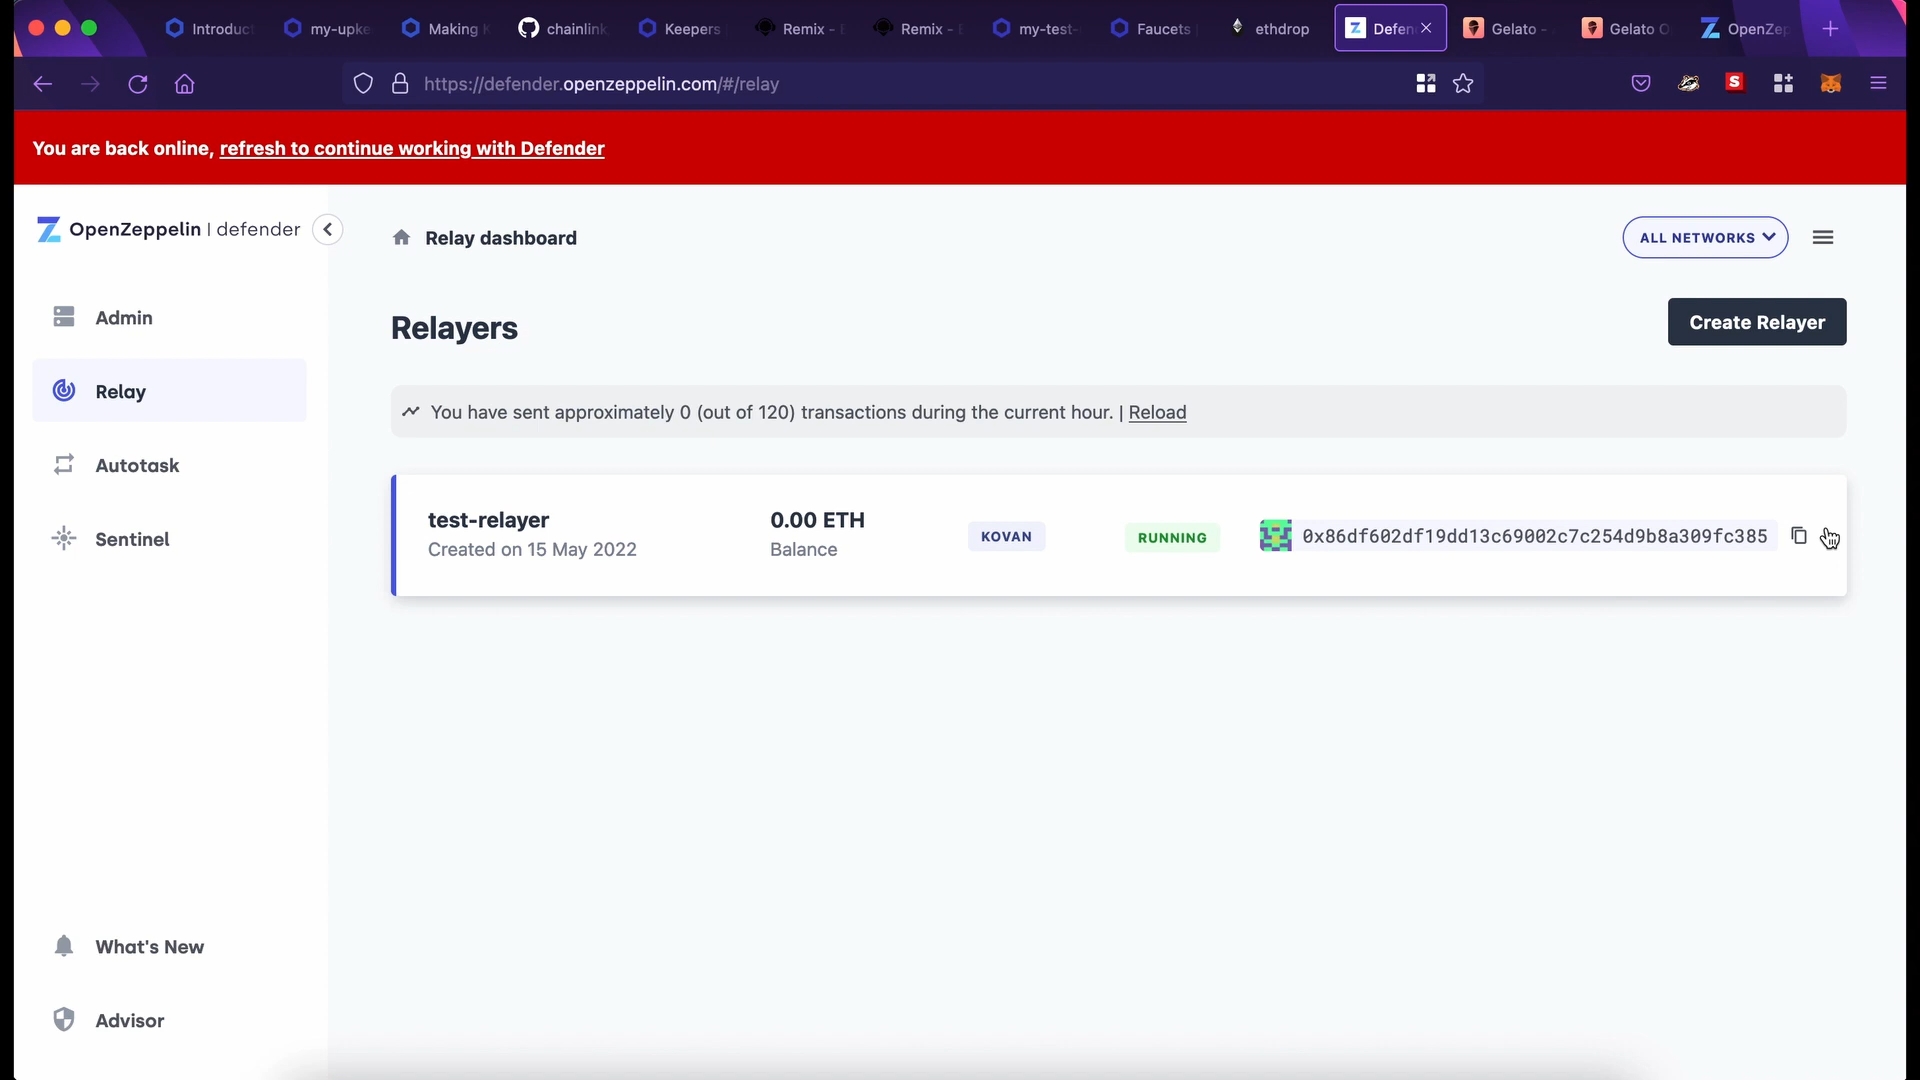 Introduc
my-upke
Making K
chainlink
Keepers
Remix - E
Remix - E
my-test-
Faucets
ethdrop
Defen
Gelato -
Gelato O
OpenZep
https://defender.openzeppelin.com/#/relay
S
You are back online, refresh to continue working with Defender
OpenZeppelin | defender
Relay dashboard
ALL NETWORKS
Admin
Relayers
Create Relayer
Relay
You have sent approximately 0 (out of 120) transactions during the current hour. | Reload
Autotask
test-relayer
Created on 15 May 2022
0.00 ETH
Balance
KOVAN
RUNNING
0x86df602df19dd13c69002c7c254d9b8a309fc385
Sentinel
What's New
Advisor